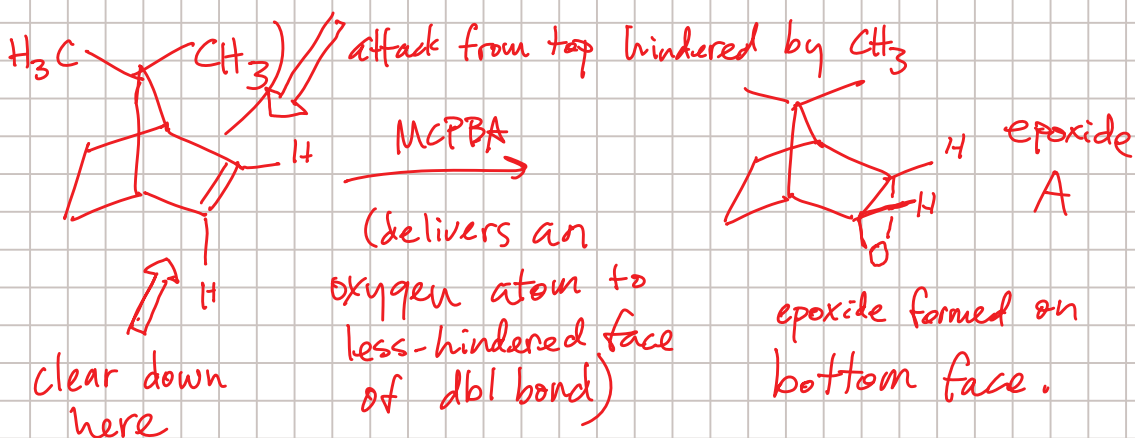 H3C CH3 attack from top hindered by CH3
H
MCPBA
(delivers an
oxygen atom to
less-hindered face
of dbl bond)
H
clear down
here
H
H
O
epoxide
A
epoxide formed on
bottom face.